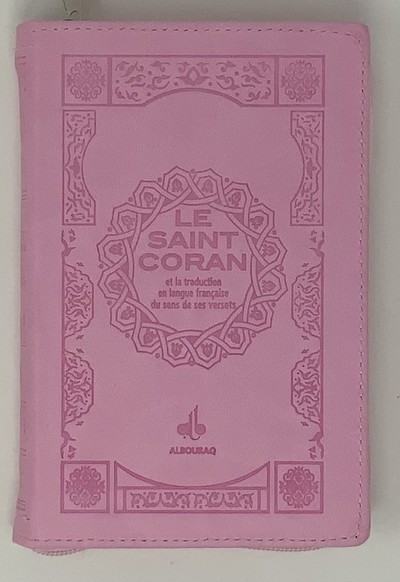 LE
SAINT
CORAN
et la traduction
en langue française
du sens de ses versets
ALBOURAQ